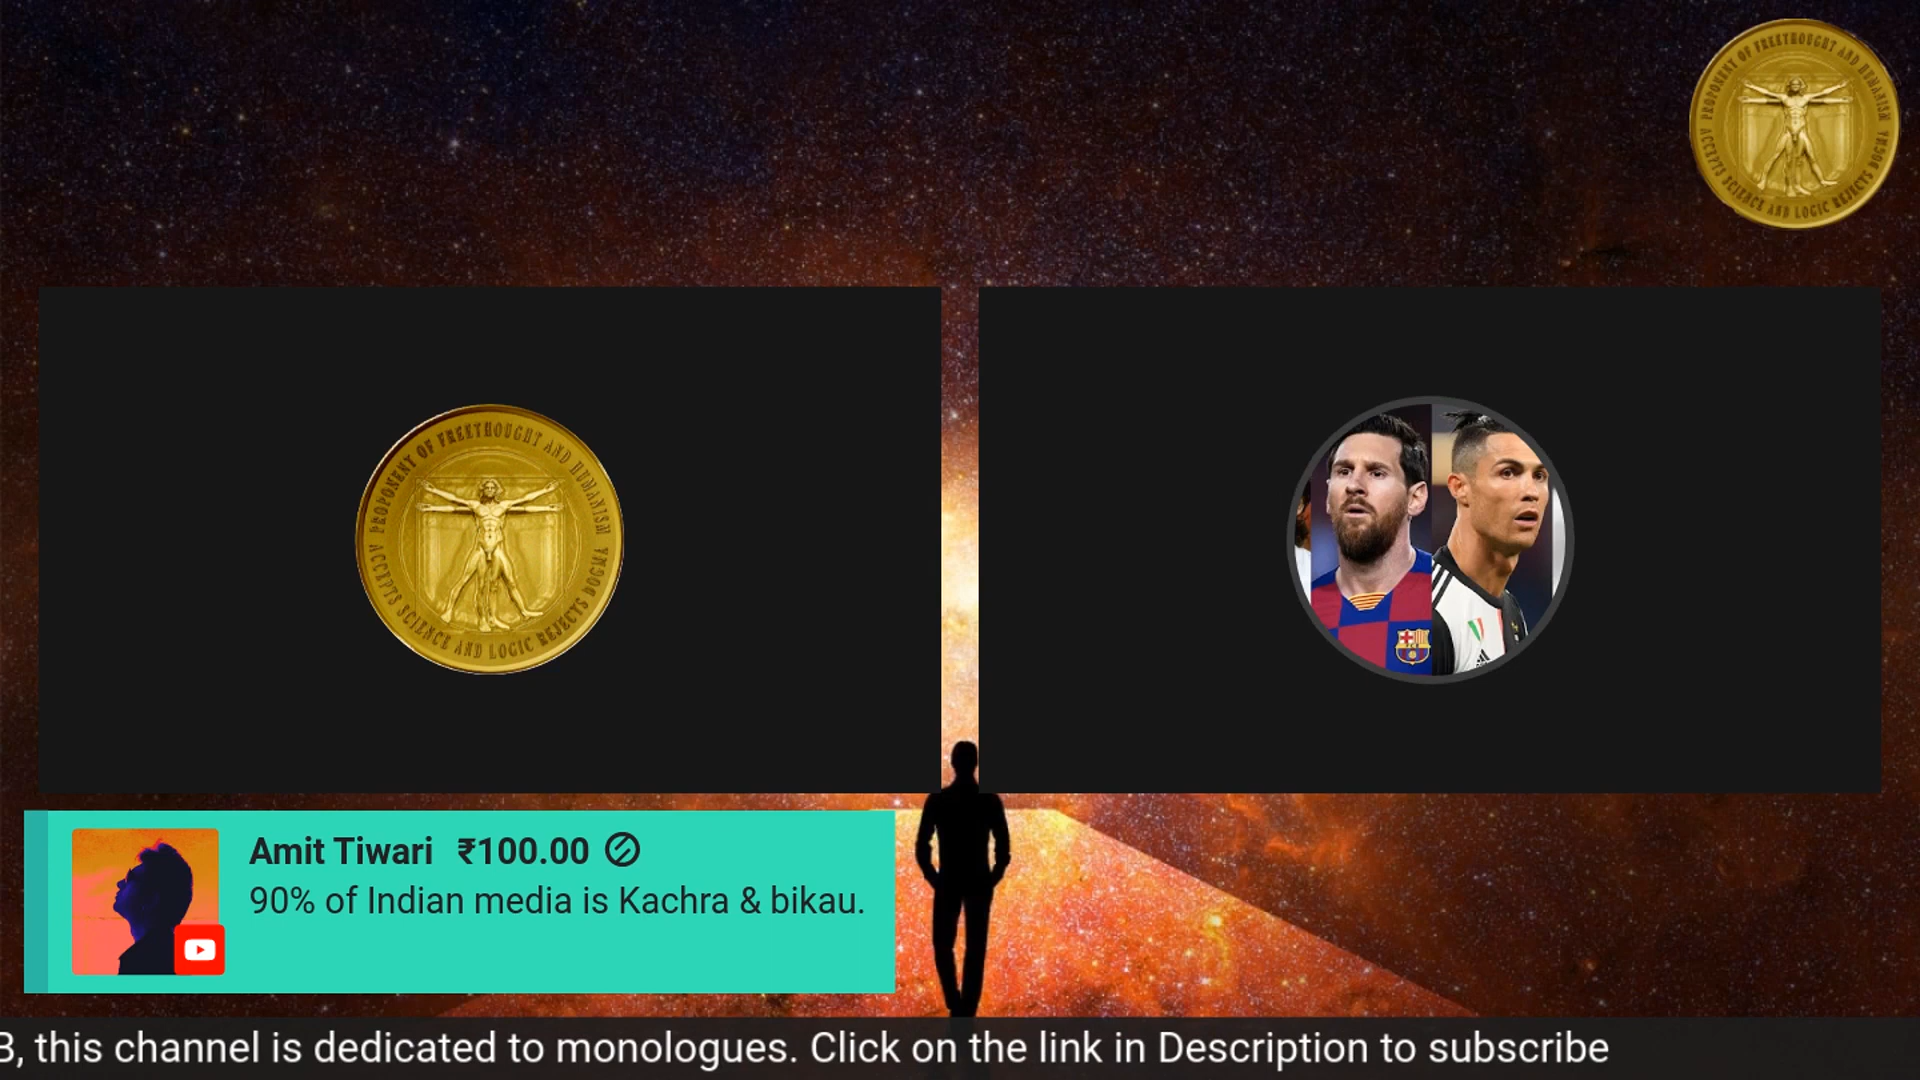 PROPONENT OF FREETHOUGHT AND HUMANISM
ACCEPTS SCIENCE AND LOGIC REJECTS DOGMA
PROPONENT OF FREETHOUGHT AND HUMANISM
ACCEPTS SCIENCE AND LOGIC REJECTS DOGMA
FCB
Amit Tiwari ₹100.00
90% of Indian media is Kachra & bikau.
B, this channel is dedicated to monologues. Click on the link in Description to subscribe